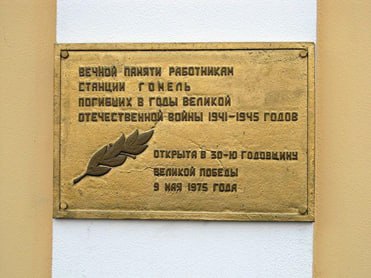 ВЕЧНОЙ ПАМЯТИ РАБОТНИКАМ
СТАНЦИИ ГОМЕЛЬ
ПОГИБШИХ В ГОДЫ ВЕЛИКОЙ
ОТЕЧЕСТВЕННОЙ ВОЙНЫ 1941-1945 ГОДОВ
ОТКРЫТА В 30-Ю ГОДОВЩИНУ
ВЕЛИКОЙ ПОБЕДЫ
9 МАЯ 1975 ГОДА